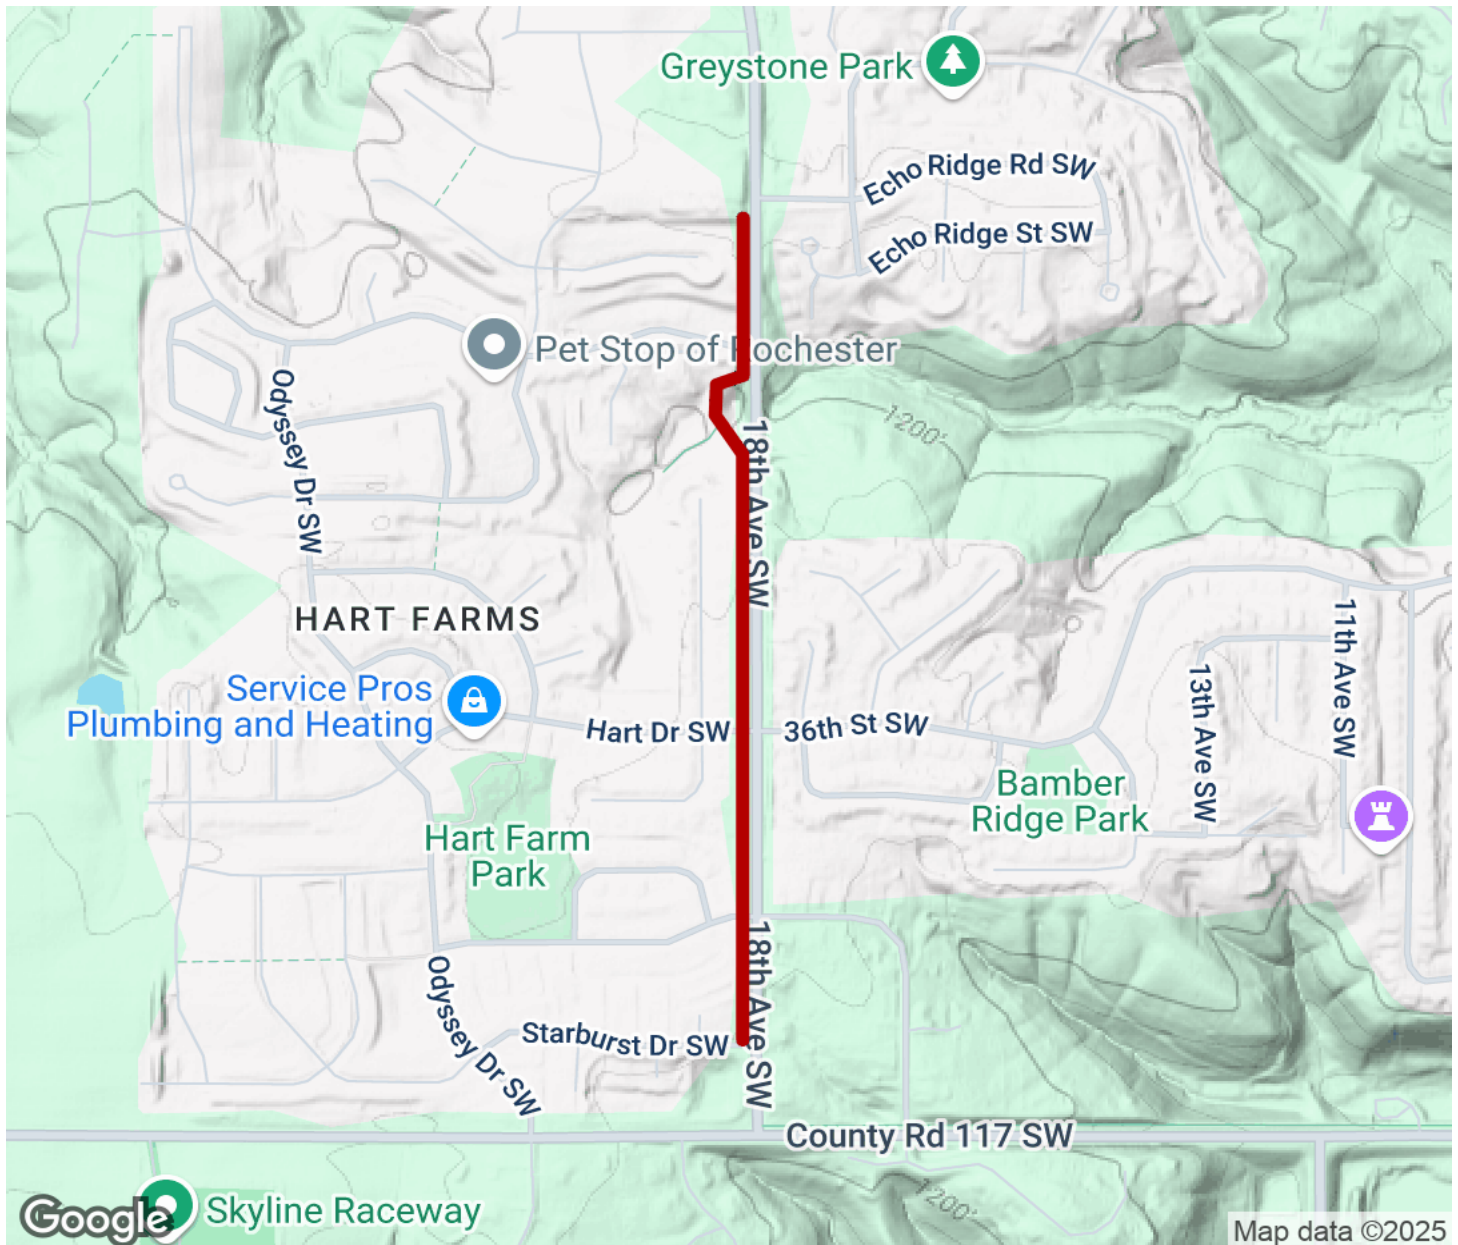 Greystone Park
Echo Ridge Rd SW
Echo Ridge St SW
Pet Stop of Rochester
Odyssey Dr SW
1200'
18th Ave SW
HART FARMS
11th Ave SW
13th Ave SW
Service Pros
Plumbing and Heating
Hart Dr SW
36th St SW
Bamber
Ridge Park
Hart Farm
Park
18th Ave SW
Odyssey Dr SW
Starburst Dr SW
County Rd 117 SW
1200'
Skyline Raceway
Google
Map data ©2025